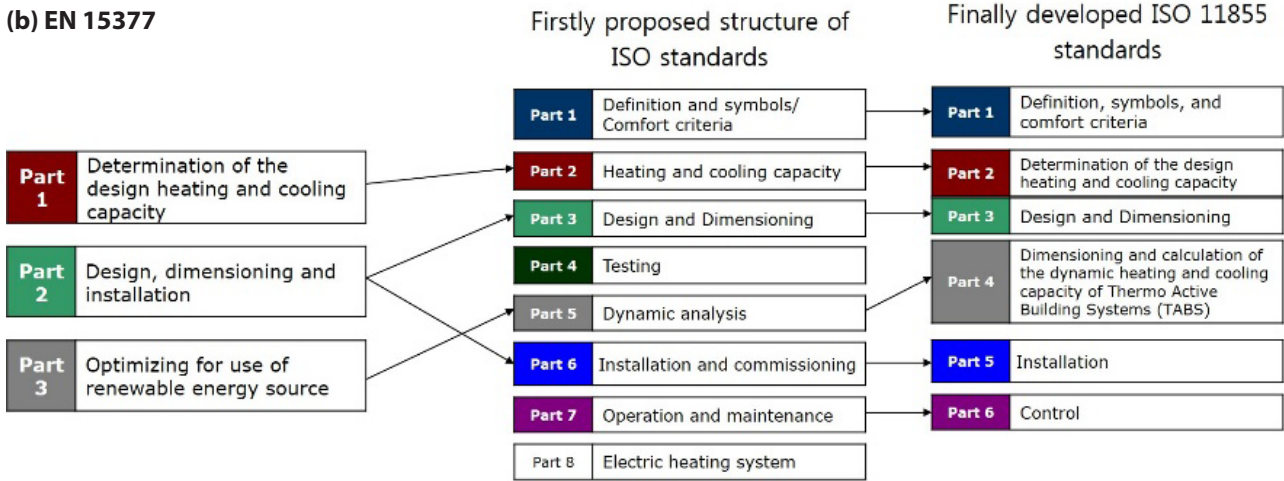 (b) EN 15377
Part
1
Determination of the
design heating and cooling
capacity
Part
2
Design, dimensioning and
installation
Part
3
Optimizing for use of
renewable energy source
Firstly proposed structure of
ISO standards
Part 1
Definition and symbols/
Comfort criteria
Part 2
Heating and cooling capacity
Part 3
Design and Dimensioning
Part 4
Testing
Part 5
Dynamic analysis
Part 6
Installation and commissioning
Part 7
Operation and maintenance
Part 8
Electric heating system
Finally developed ISO 11855
standards
Part 1
Definition, symbols, and
comfort criteria
Part 2
Determination of the design
heating and cooling capacity
Part 3
Design and Dimensioning
Part 4
Dimensioning and calculation of
the dynamic heating and cooling
capacity of Thermo Active
Building Systems (TABS)
Part 5
Installation
Part 6
Control